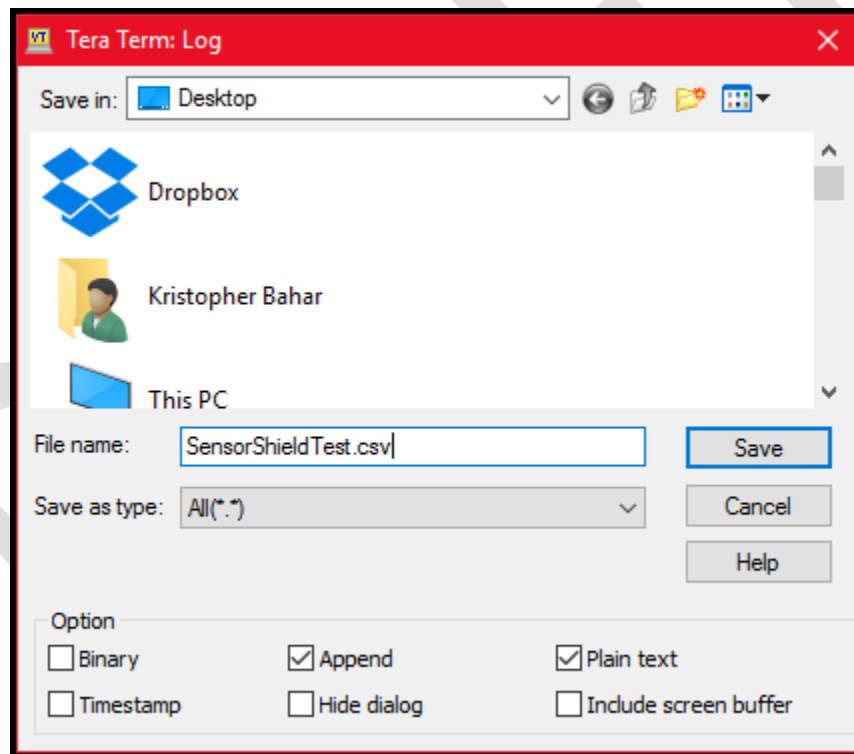 VT Tera Term: Log
Save in: Desktop
Dropbox
Kristopher Bahar
This PC
File name: SensorShieldTest.csv Save
Save as type: All(*.*) Cancel
Help
Option
Binary Append Plain text
Timestamp Hide dialog Include screen buffer